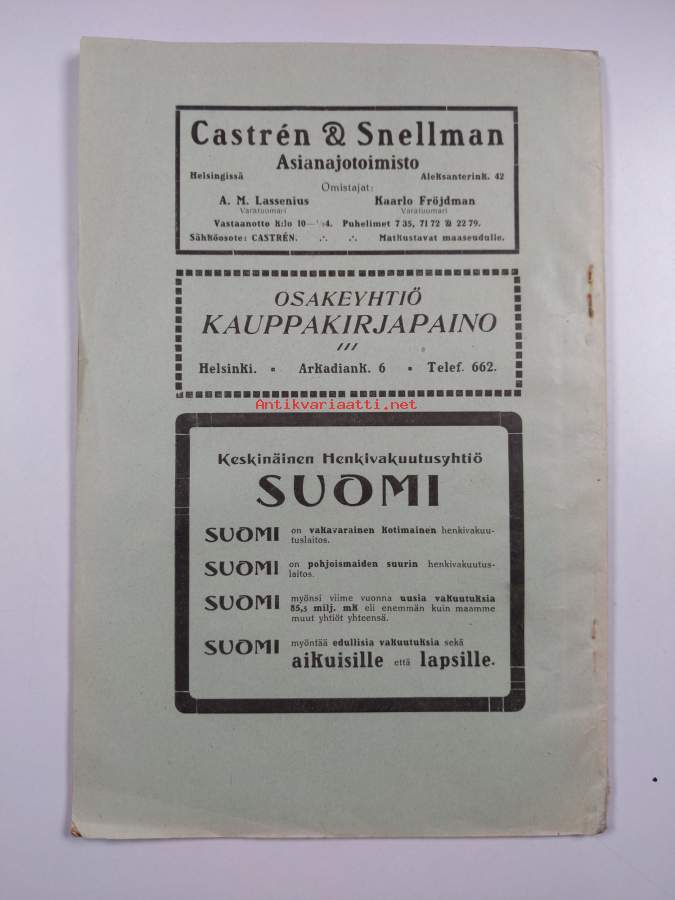 Castrén & Snellman
Asianajotoimisto
Helsingissä Aleksanterink. 42
Omistajat:
A. M. Lassenius Kaarlo Fröjdman
Varatuomari Varatuomari
Vastaanotto k:lo 10—½4. Puhelimet 7 35, 71 72 & 22 79.
Sähköosote: CASTRÉN. Matkustavat maaseudulle.
OSAKEYHTIÖ
KAUPPAKIRJAPAINO
Helsinki. Arkadiank. 6 Telef. 662.
Antikvariaatti.net
Keskinäinen Henkivakuutusyhtiö
SUOMI
SUOMI on vakavarainen kotimainen henkivakuu-
tuslaitos.
SUOMI on pohjoismaiden suurin henkivakuutus-
laitos.
SUOMI myönsi viime vuonna uusia vakuutuksia
85,5 milj. mk eli enemmän kuin maamme
muut yhtiöt yhteensä.
SUOMI myöntää edullisia vakuutuksia sekä
aikuisille että lapsille.